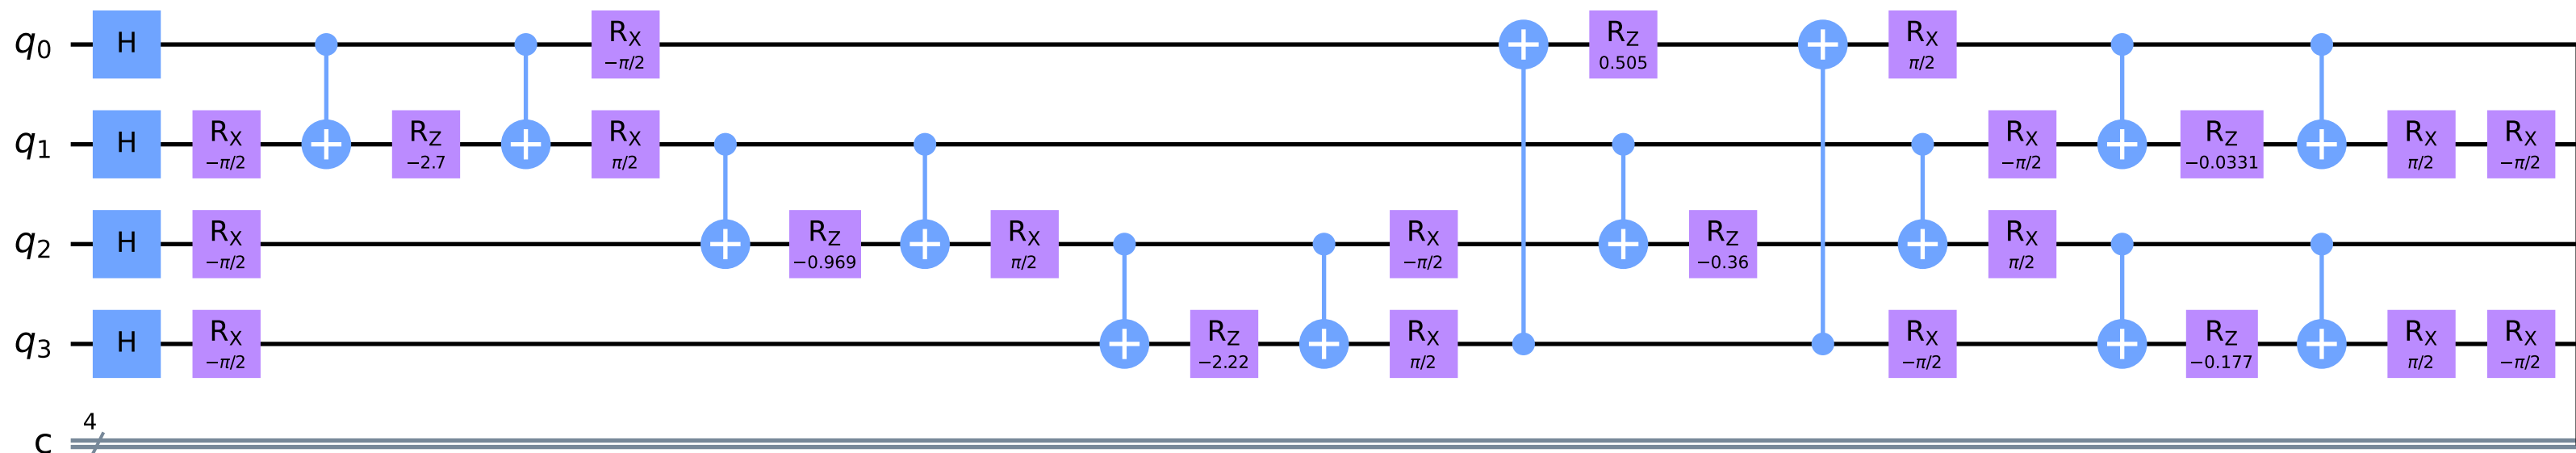 q0 H RX −π/2 RZ 0.505 RX π/2
q1 H RX −π/2 RZ −2.7 RX π/2 RX −π/2 RZ −0.0331 RX π/2 RX −π/2
q2 H RX −π/2 RZ −0.969 RX π/2 RX −π/2 RZ −0.36 RX π/2
q3 H RX −π/2 RZ −2.22 RX π/2 RX −π/2 RZ −0.177 RX π/2 RX −π/2
4
c